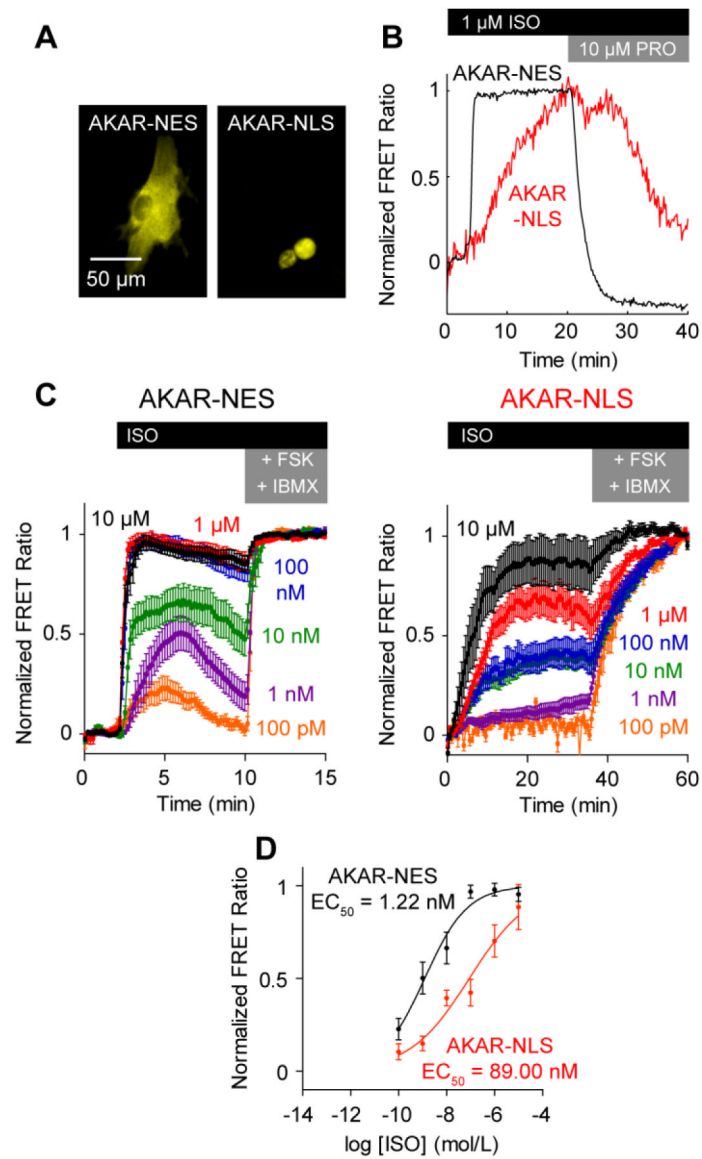 A
AKAR-NES
AKAR-NLS
50 µm
B
1 µM ISO
10 µM PRO
AKAR-NES
AKAR
-NLS
Normalized FRET Ratio
1
0.5
0
0 10 20 30 40
Time (min)
C
AKAR-NES
ISO
+ FSK
+ IBMX
10 µM
1 µM
100
nM
10 nM
1 nM
100 pM
Normalized FRET Ratio
1
0.5
0
0 5 10 15
Time (min)
AKAR-NLS
ISO
+ FSK
+ IBMX
10 µM
1 µM
100 nM
10 nM
1 nM
100 pM
Normalized FRET Ratio
1
0.5
0
0 20 40 60
Time (min)
D
AKAR-NES
EC50 = 1.22 nM
AKAR-NLS
EC50 = 89.00 nM
Normalized FRET Ratio
1
0.5
0
-14 -12 -10 -8 -6 -4
log [ISO] (mol/L)